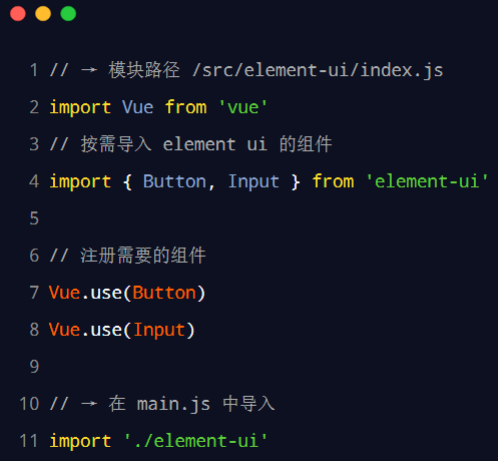 1 // → 模块路径 /src/element-ui/index.js
2 import Vue from 'vue'
3 // 按需导入 element ui 的组件
4 import { Button, Input } from 'element-ui'
5
6 // 注册需要的组件
7 Vue.use(Button)
8 Vue.use(Input)
9
10 // → 在 main.js 中导入
11 import './element-ui'